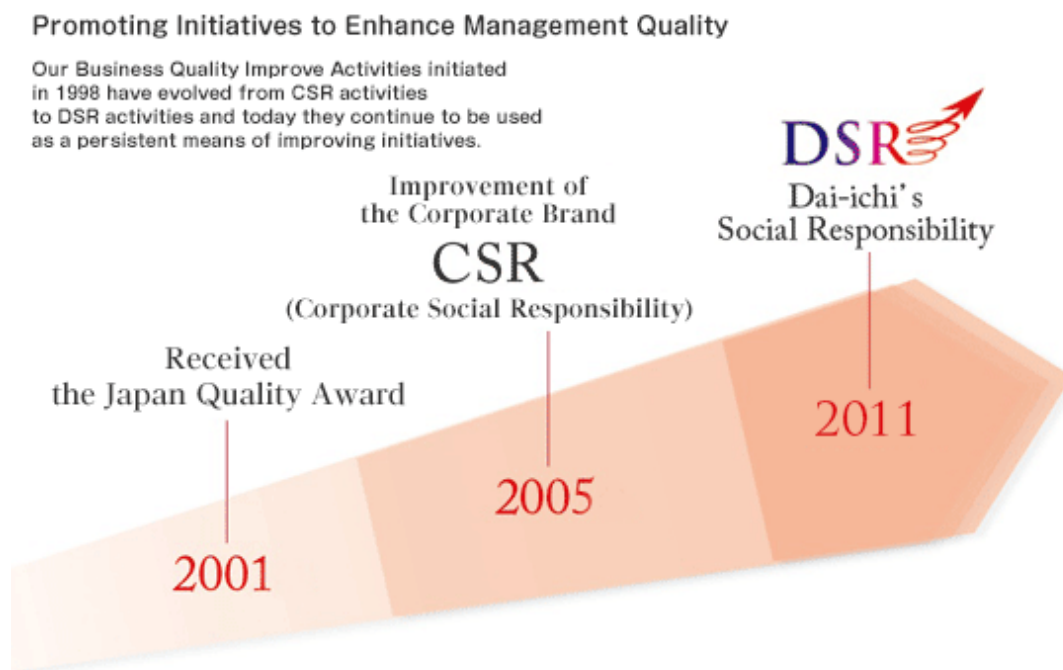 Promoting Initiatives to Enhance Management Quality
Our Business Quality Improve Activities initiated
in 1998 have evolved from CSR activities
to DSR activities and today they continue to be used
as a persistent means of improving initiatives.
DSR
Dai-ichi's
Social Responsibility
Improvement of
the Corporate Brand
CSR
(Corporate Social Responsibility)
Received
the Japan Quality Award
2011
2005
2001